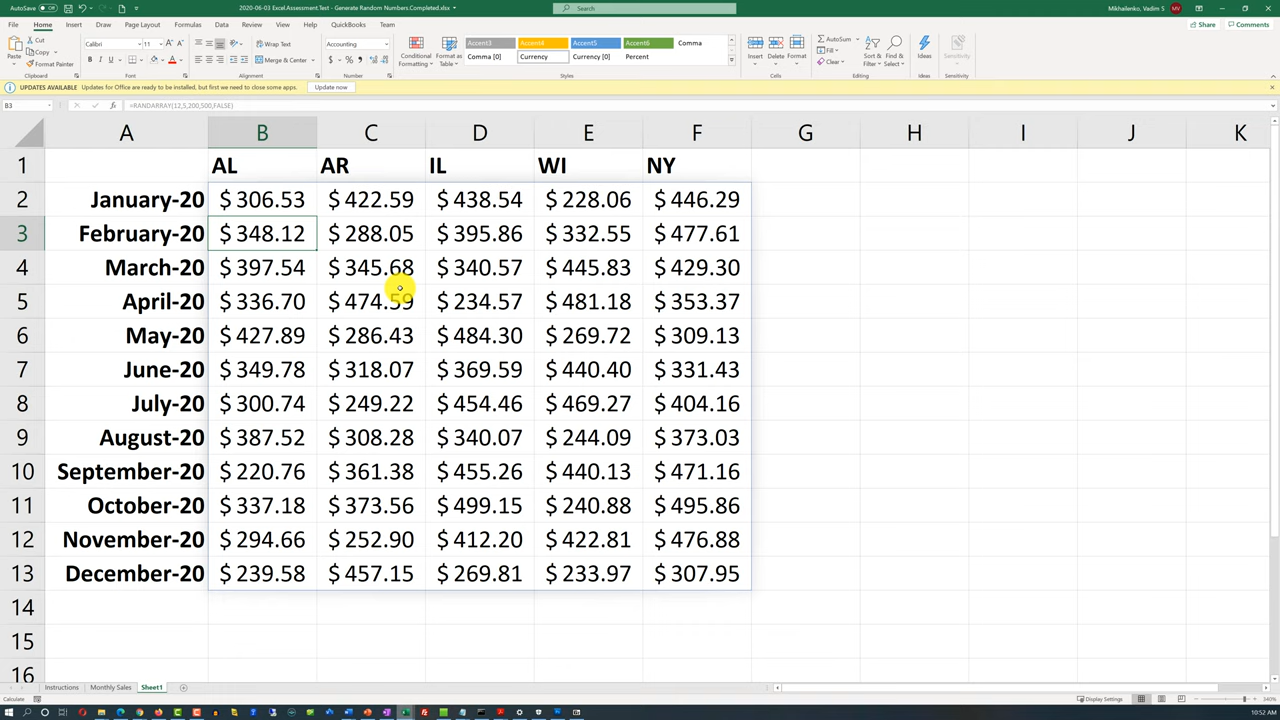 AutoSave Off
2020-06-03 Excel.Assessment.Test - Generate Random Numbers.Completed.xlsx
Search
Mikhailenko, Vadim S
MV
File Home Insert Draw Page Layout Formulas Data Review View Help QuickBooks Team
Share Comments
Paste
Cut
Copy
Format Painter
Clipboard
Calibri 11
B I U
Font
Wrap Text
Merge & Center
Alignment
Accounting
$ % 
Number
Conditional Formatting
Format as Table
Accent3 Accent4 Accent5 Accent6 Comma
Comma [0] Currency Currency [0] Percent
Styles
Insert Delete Format
Cells
AutoSum
Fill
Clear
Sort & Filter
Find & Select
Editing
Ideas
Ideas
Sensitivity
Sensitivity
UPDATES AVAILABLE Updates for Office are ready to be installed, but first we need to close some apps. Update now
B3 fx =RANDARRAY(12,5,200,500,FALSE)
A B C D E F G H I J K
1 AL AR IL WI NY
2 January-20 $ 306.53 $ 422.59 $ 438.54 $ 228.06 $ 446.29
3 February-20 $ 348.12 $ 288.05 $ 395.86 $ 332.55 $ 477.61
4 March-20 $ 397.54 $ 345.68 $ 340.57 $ 445.83 $ 429.30
5 April-20 $ 336.70 $ 474.59 $ 234.57 $ 481.18 $ 353.37
6 May-20 $ 427.89 $ 286.43 $ 484.30 $ 269.72 $ 309.13
7 June-20 $ 349.78 $ 318.07 $ 369.59 $ 440.40 $ 331.43
8 July-20 $ 300.74 $ 249.22 $ 454.46 $ 469.27 $ 404.16
9 August-20 $ 387.52 $ 308.28 $ 340.07 $ 244.09 $ 373.03
10 September-20 $ 220.76 $ 361.38 $ 455.26 $ 440.13 $ 471.16
11 October-20 $ 337.18 $ 373.56 $ 499.15 $ 240.88 $ 495.86
12 November-20 $ 294.66 $ 252.90 $ 412.20 $ 422.81 $ 476.88
13 December-20 $ 239.58 $ 457.15 $ 269.81 $ 233.97 $ 307.95
14
15
16
Instructions Monthly Sales Sheet1
Calculate
Display Settings
340%
10:52 AM